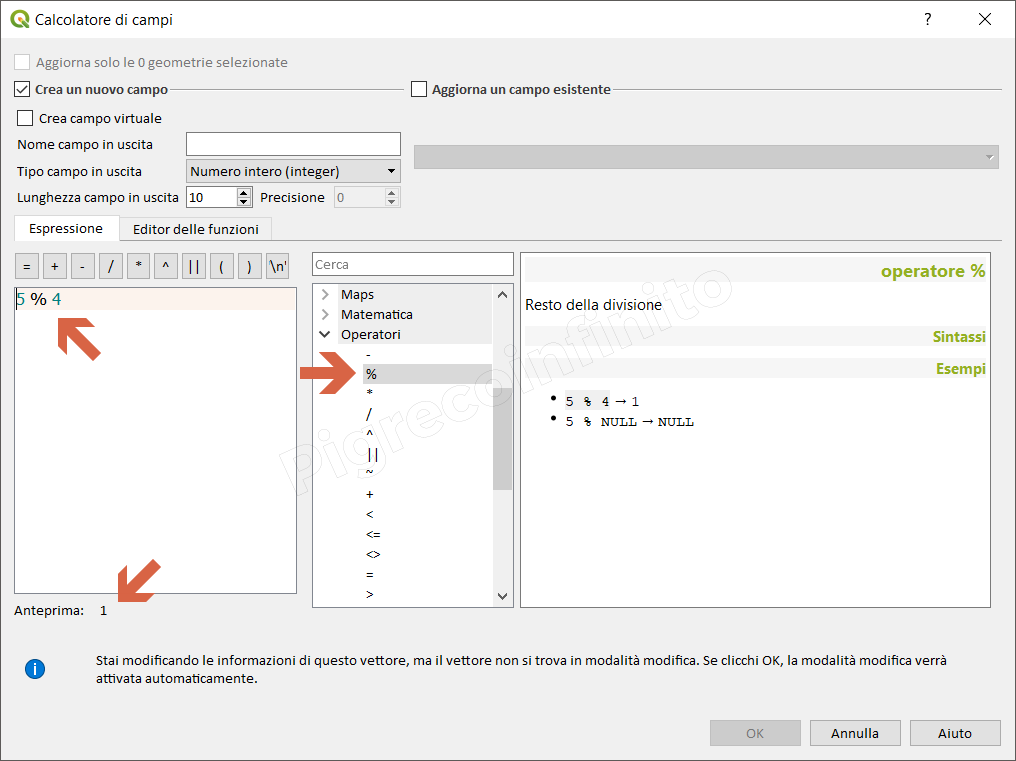 Calcolatore di campi
?
Aggiorna solo le 0 geometrie selezionate
Crea un nuovo campo
Aggiorna un campo esistente
Crea campo virtuale
Nome campo in uscita
Tipo campo in uscita
Numero intero (integer)
Lunghezza campo in uscita
10
Precisione
0
Espressione
Editor delle funzioni
= + - / * ^ || ( ) '\n'
5 % 4
Anteprima: 1
Cerca
Maps
Matematica
Operatori
-
%
*
/
^
||
~
+
<
<=
<>
=
>
operatore %
Resto della divisione
Sintassi
Esempi
• 5 % 4 → 1
• 5 % NULL → NULL
Pigrecoinfinito
Stai modificando le informazioni di questo vettore, ma il vettore non si trova in modalità modifica. Se clicchi OK, la modalità modifica verrà
attivata automaticamente.
OK
Annulla
Aiuto